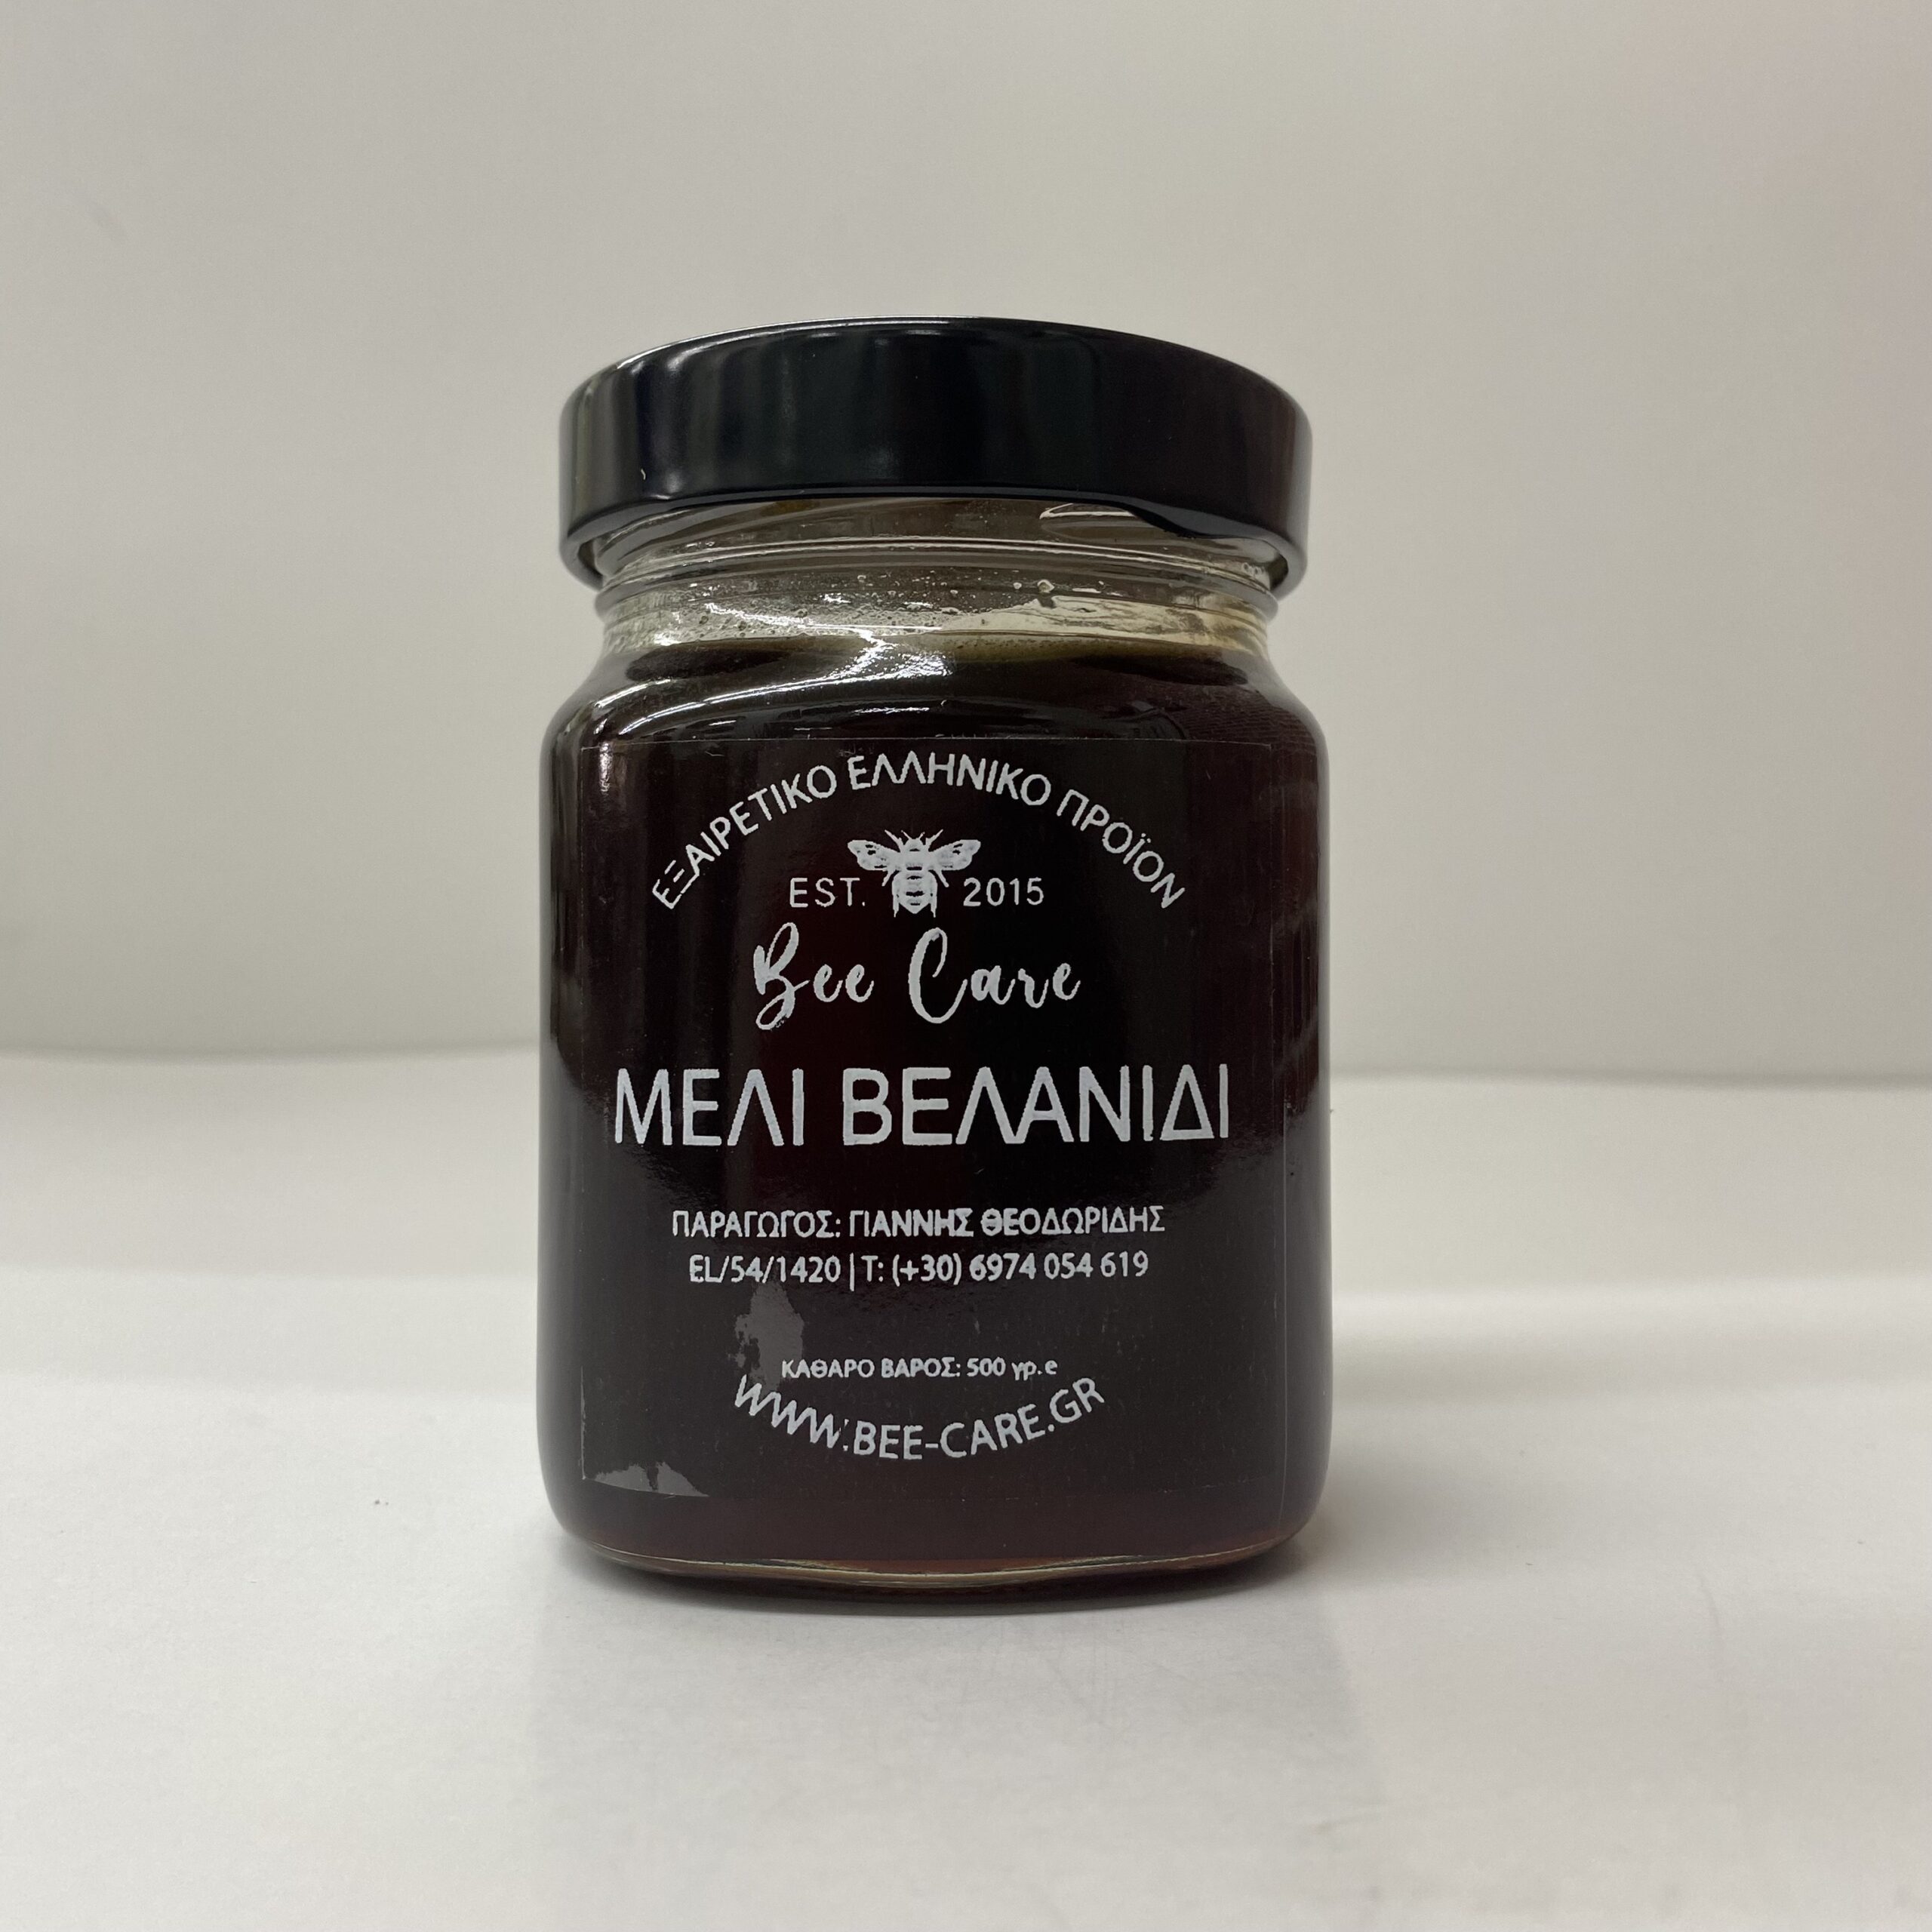 ΕΞΑΙΡΕΤΙΚΟ ΕΛΛΗΝΙΚΟ ΠΡΟΪΟΝ
EST. 2015
Bee Care
ΜΕΛΙ ΒΕΛΑΝΙΔΙ
ΠΑΡΑΓΩΓΟΣ: ΓΙΑΝΝΗΣ ΘΕΟΔΩΡΙΔΗΣ
EL/54/1420 | T: (+30) 6974 054 619
ΚΑΘΑΡΟ ΒΑΡΟΣ: 500 γρ. e
WWW.BEE-CARE.GR